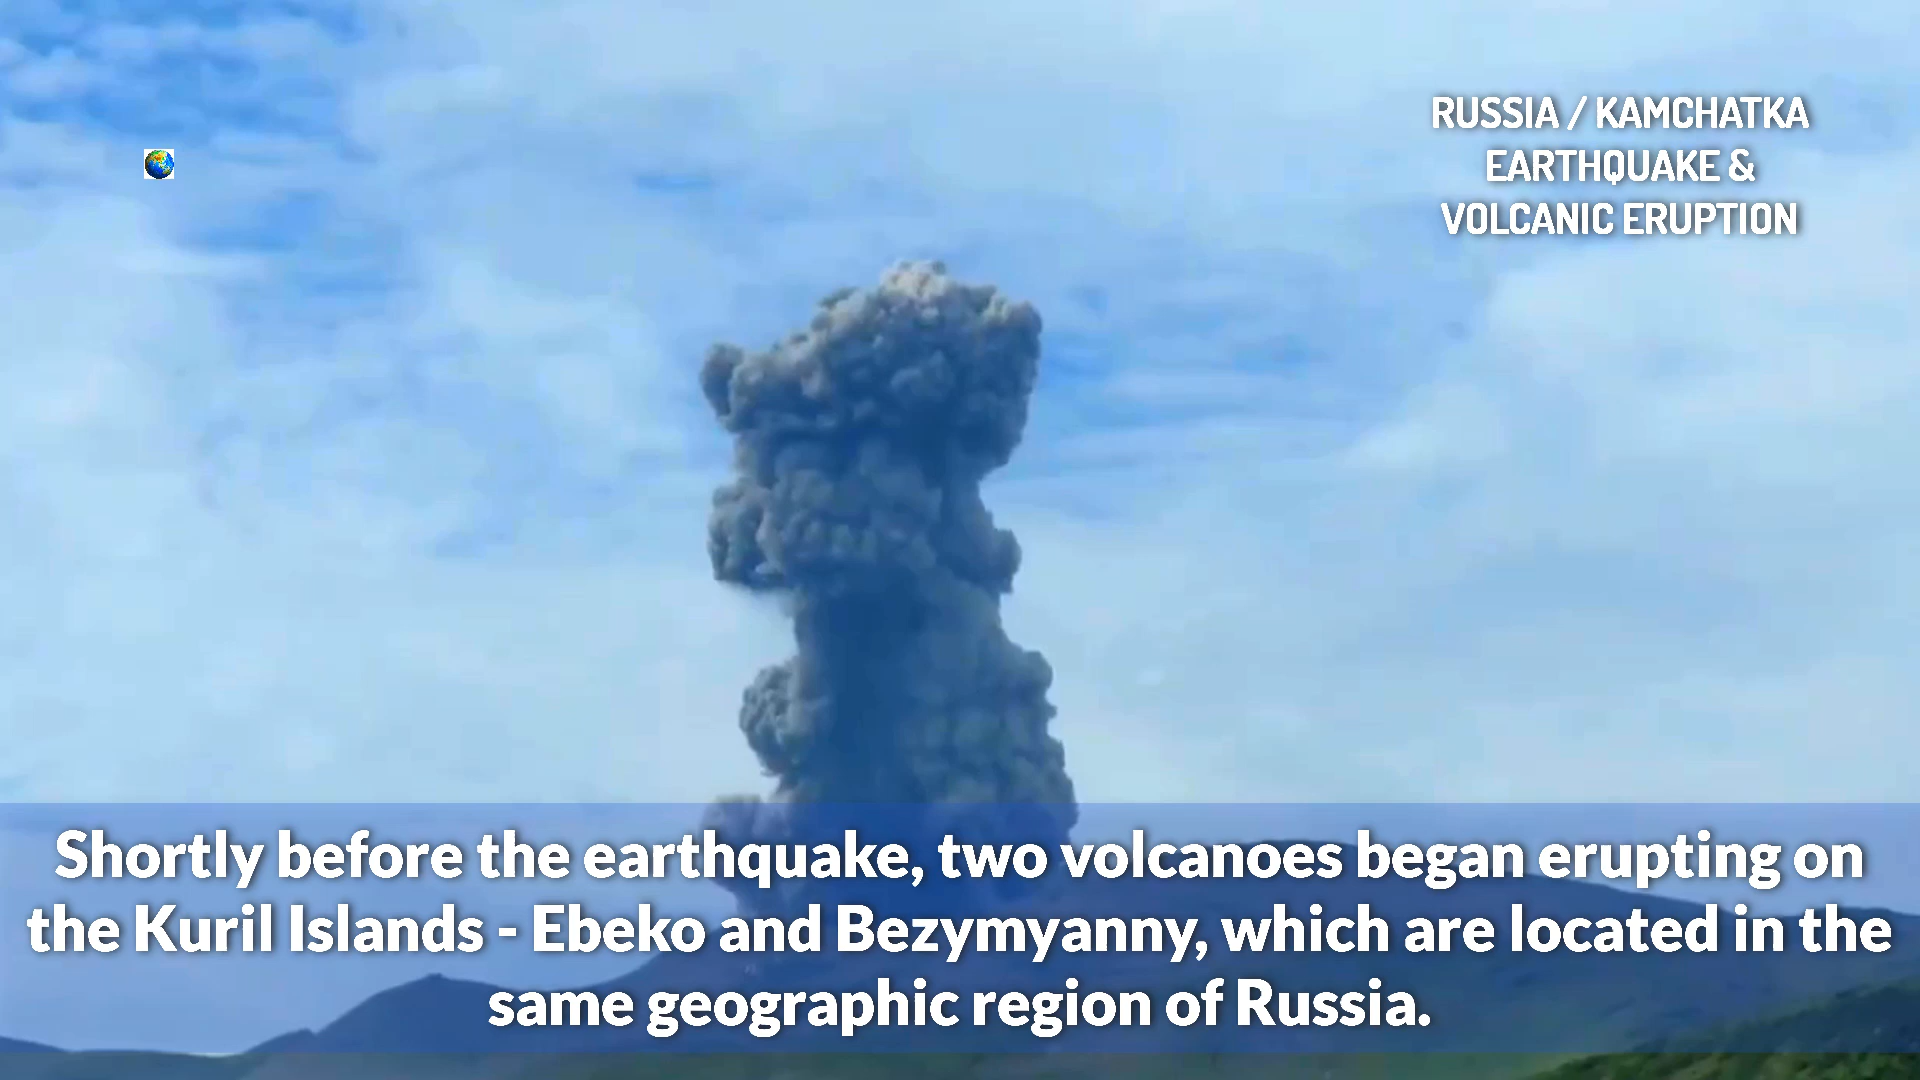 RUSSIA / KAMCHATKA
EARTHQUAKE &
VOLCANIC ERUPTION
Shortly before the earthquake, two volcanoes began erupting on
the Kuril Islands - Ebeko and Bezymyanny, which are located in the
same geographic region of Russia.